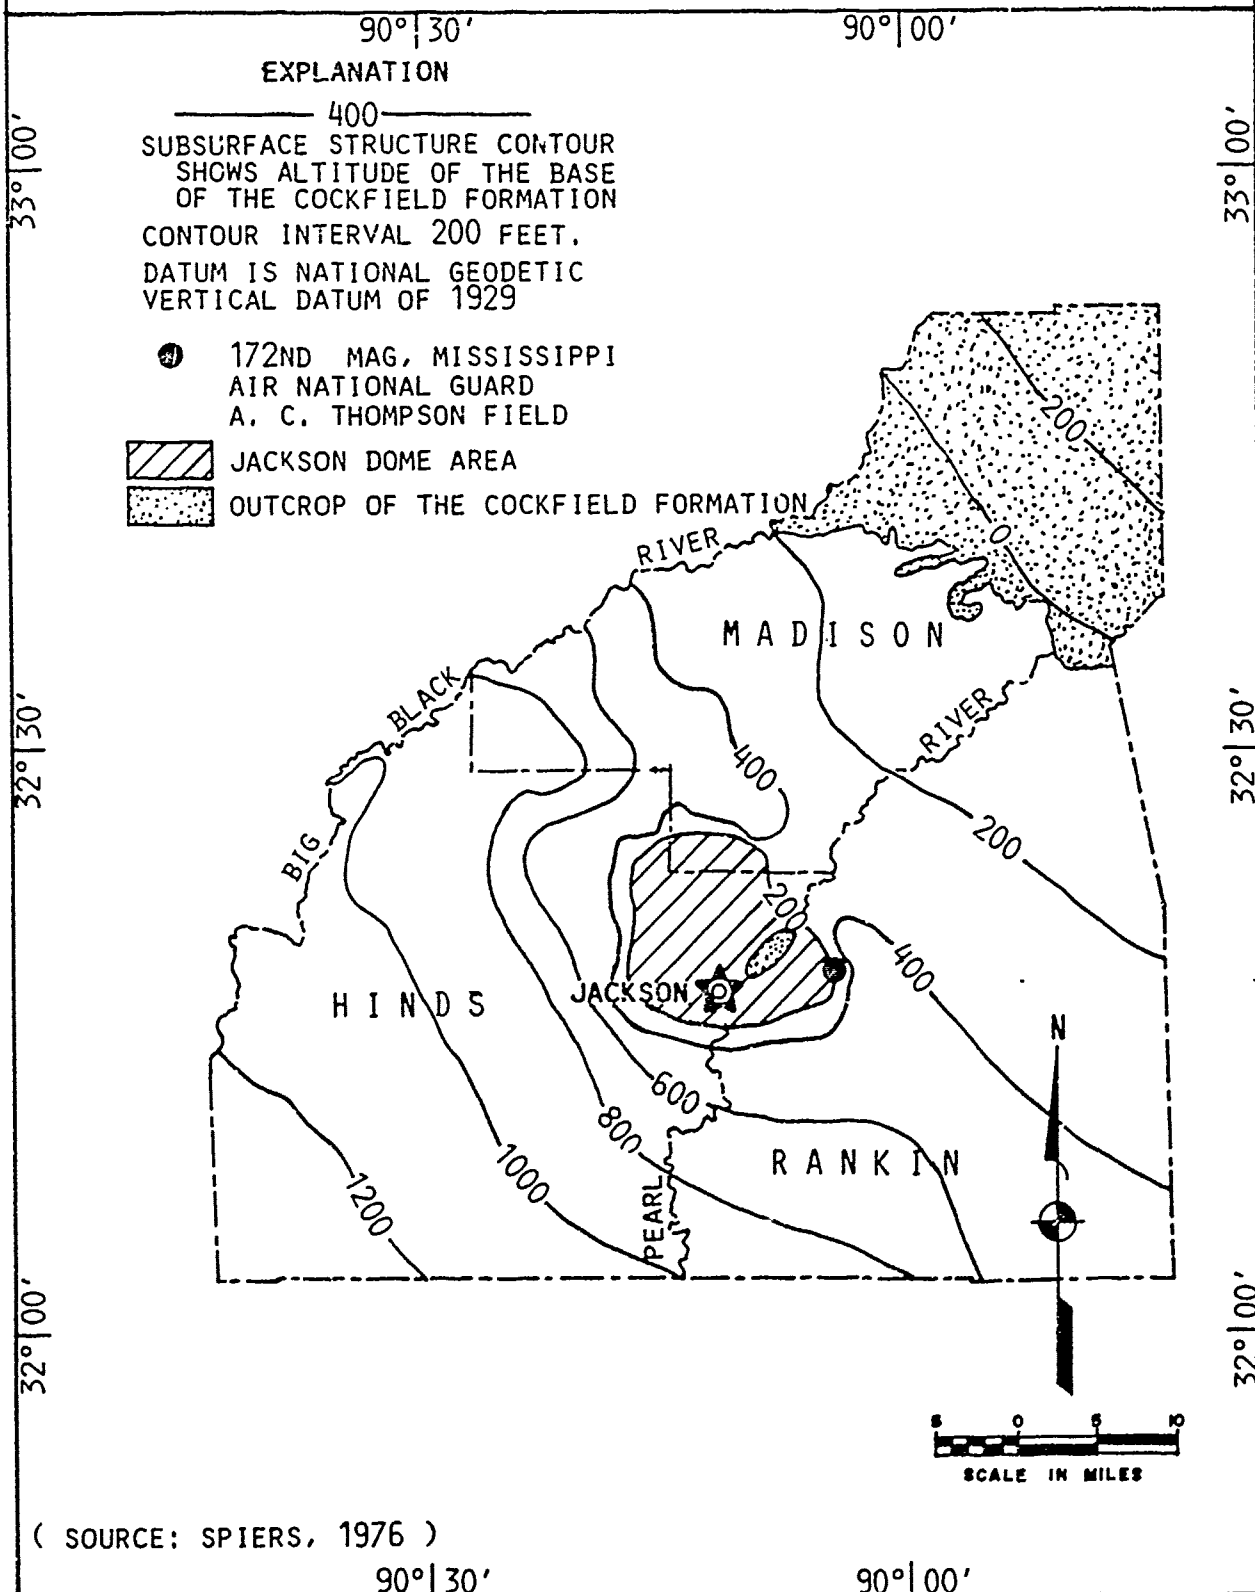 90°30′ 90°00′
EXPLANATION
400
SUBSURFACE STRUCTURE CONTOUR
SHOWS ALTITUDE OF THE BASE
OF THE COCKFIELD FORMATION
CONTOUR INTERVAL 200 FEET.
DATUM IS NATIONAL GEODETIC
VERTICAL DATUM OF 1929
172ND MAG, MISSISSIPPI
AIR NATIONAL GUARD
A. C. THOMPSON FIELD
JACKSON DOME AREA
OUTCROP OF THE COCKFIELD FORMATION
33°00′
33°00′
200
0
RIVER
MADISON
BLACK
RIVER
32°30′
32°30′
400
200
BIG
200
400
JACKSON
HINDS
N
600
800
RANKIN
1000
1200
PEARL
32°00′
32°00′
5 0 5 10
SCALE IN MILES
( SOURCE: SPIERS, 1976 )
90°30′ 90°00′